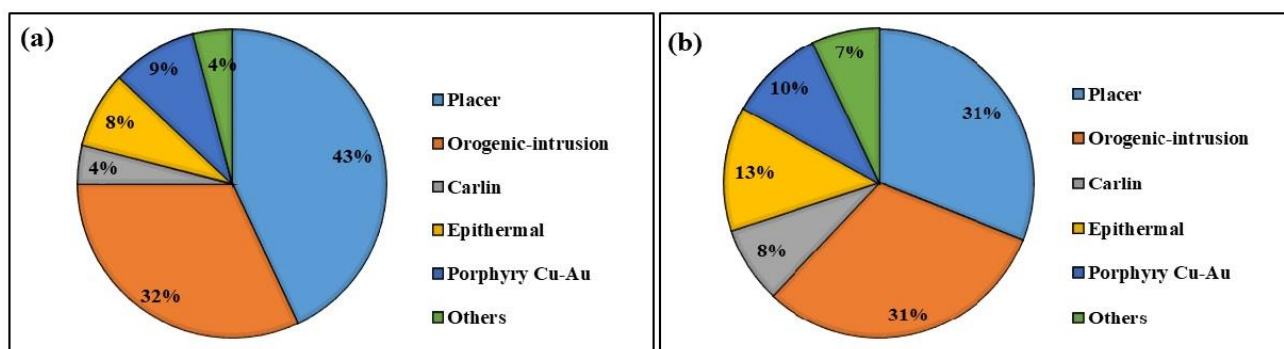 (a)
9%
4%
8%
4%
43%
32%
Placer
Orogenic-intrusion
Carlin
Epithermal
Porphyry Cu-Au
Others
(b)
7%
10%
31%
13%
8%
31%
Placer
Orogenic-intrusion
Carlin
Epithermal
Porphyry Cu-Au
Others